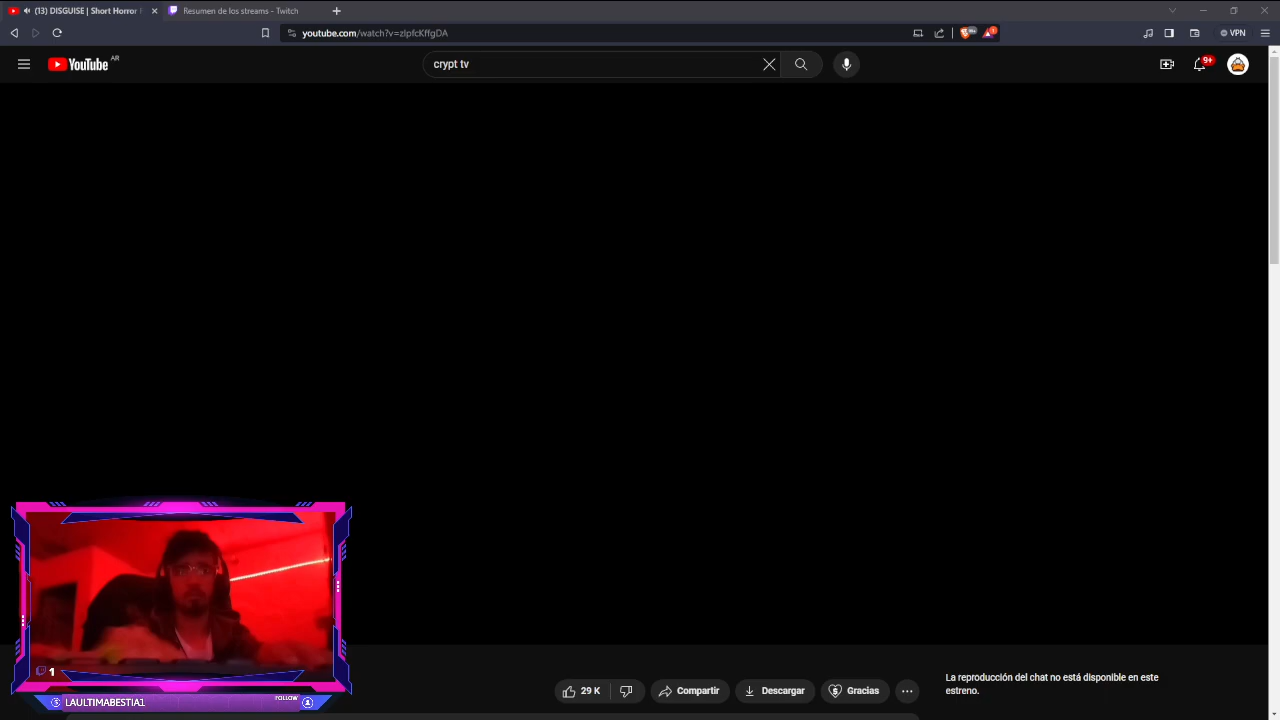 (13) DISGUISE | Short Horror F
Resumen de los streams - Twitch
youtube.com/watch?v=zlpfcKffgDA
VPN
YouTube AR
crypt tv
9+
29 K
Compartir
Descargar
Gracias
La reproducción del chat no está disponible en este
estreno.
1
LAULTIMABESTIA1
FOLLOW